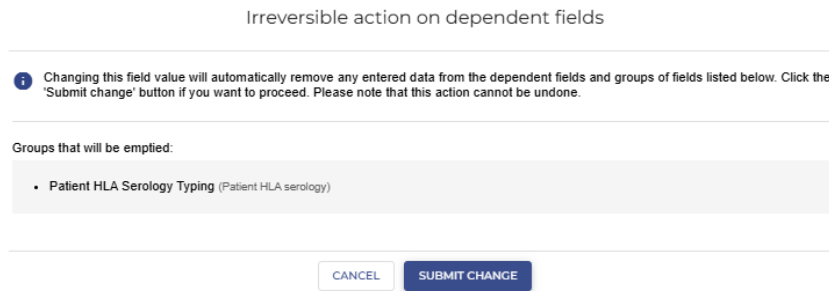 Irreversible action on dependent fields
Changing this field value will automatically remove any entered data from the dependent fields and groups of fields listed below. Click the
'Submit change' button if you want to proceed. Please note that this action cannot be undone.
Groups that will be emptied:
• Patient HLA Serology Typing (Patient HLA serology)
CANCEL SUBMIT CHANGE